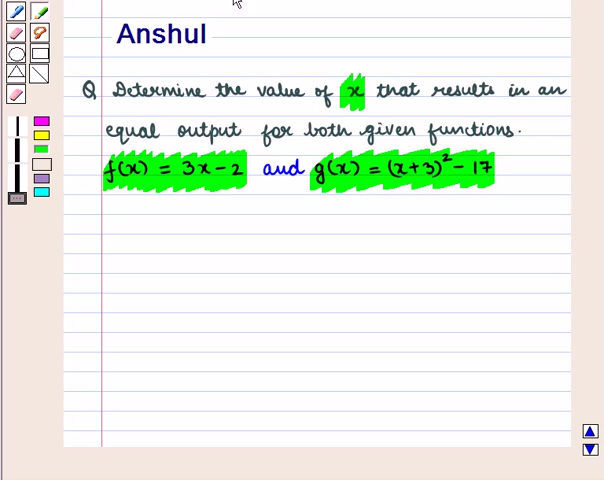 Anshul
Q Determine the value of x that results in an
equal output for both given functions.
f(x) = 3x - 2 and g(x) = (x+3)² - 17